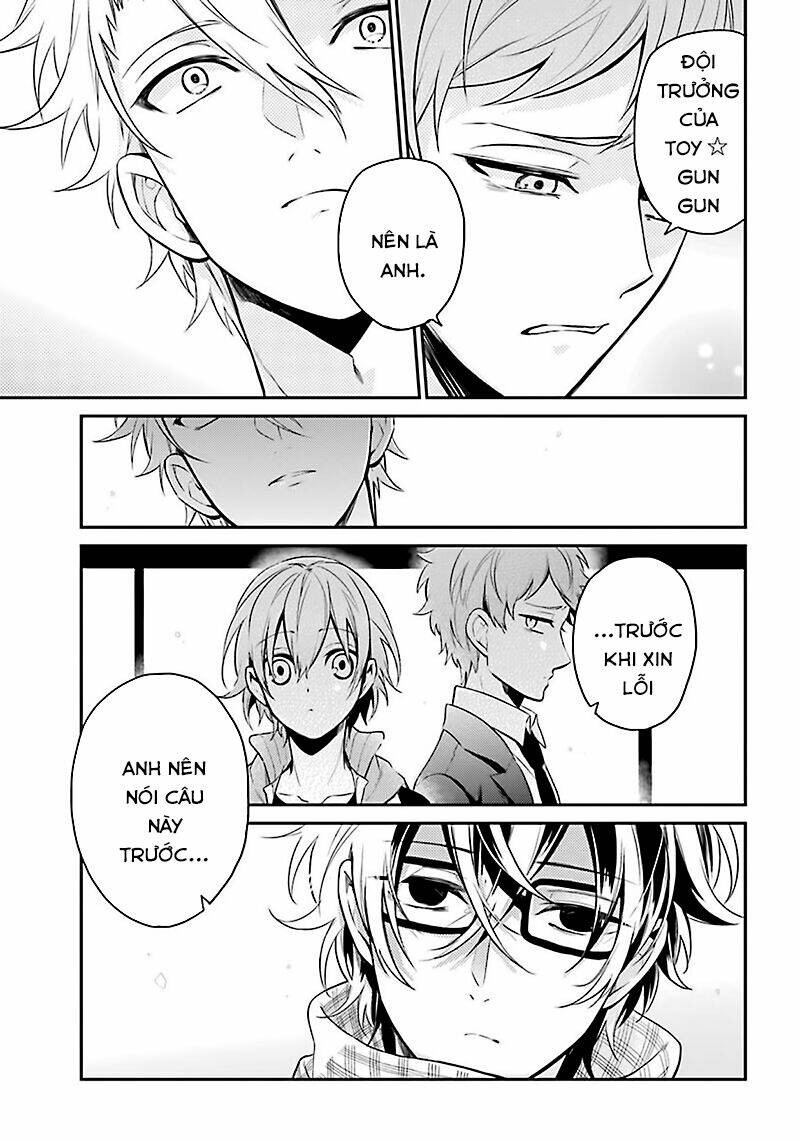 ĐỘI
TRƯỞNG
CỦA
TOY ☆
GUN
GUN
NÊN LÀ
ANH.
...TRƯỚC
KHI XIN
LỖI
ANH NÊN
NÓI CÂU
NÀY
TRƯỚC...